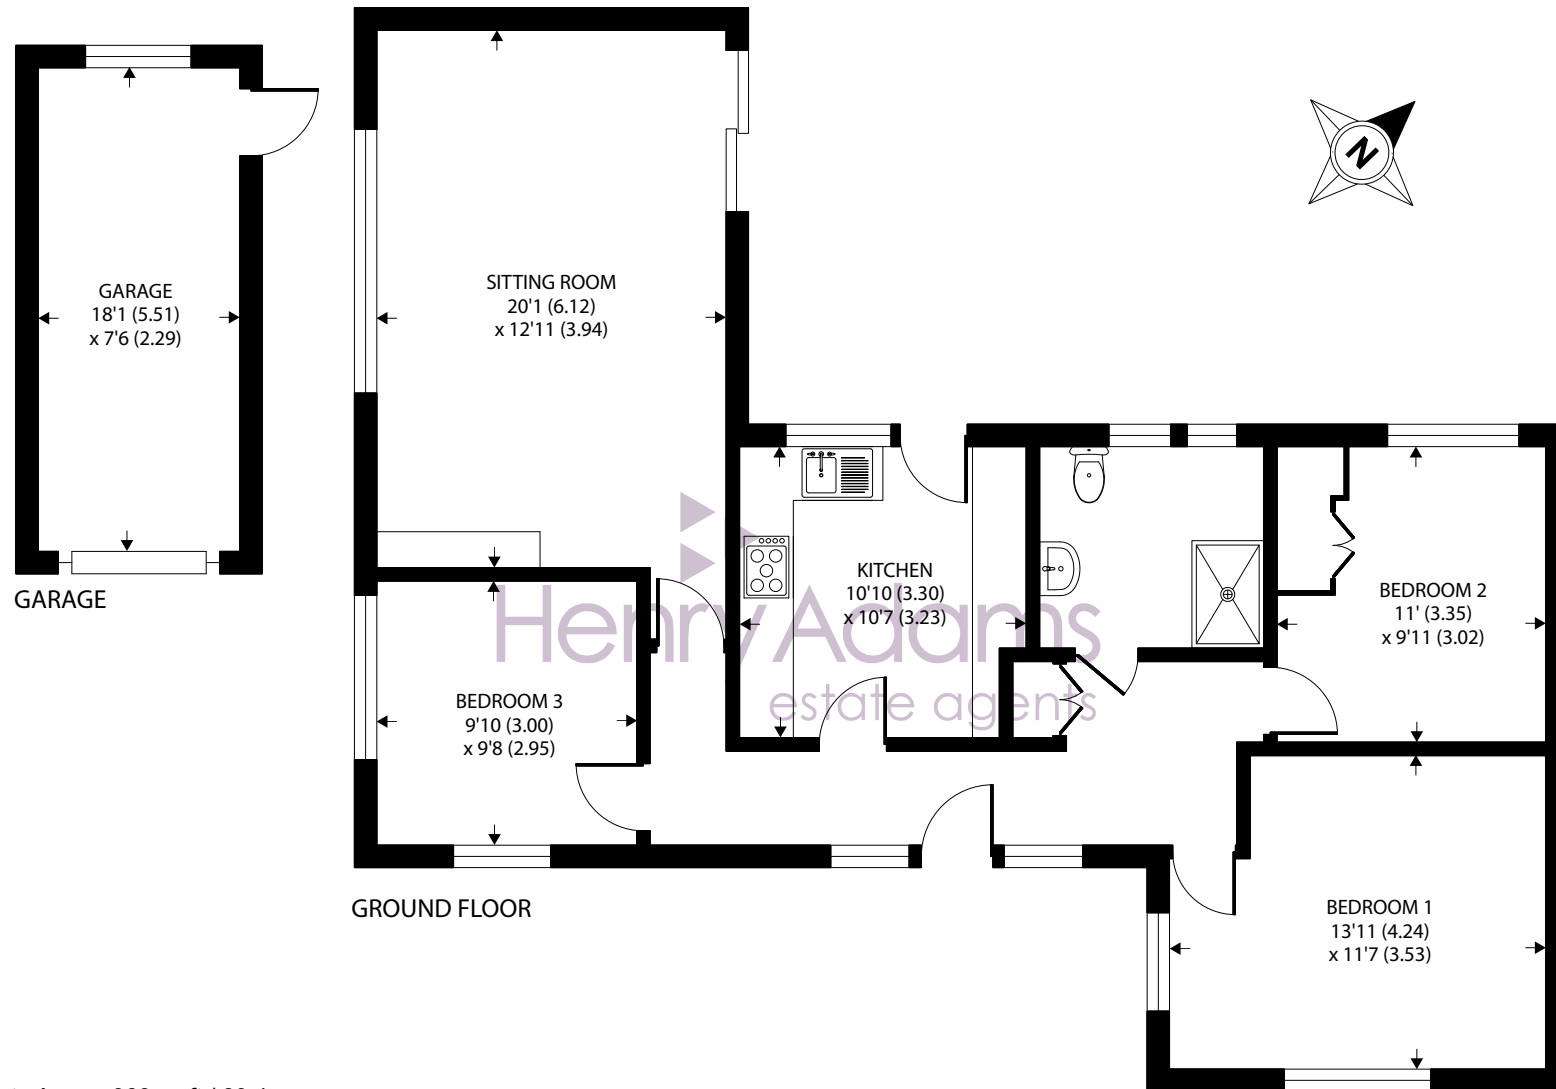 N
SITTING ROOM
20'1 (6.12)
x 12'11 (3.94)
GARAGE
18'1 (5.51)
x 7'6 (2.29)
GARAGE
KITCHEN
10'10 (3.30)
x 10'7 (3.23)
BEDROOM 2
11' (3.35)
x 9'11 (3.02)
HenryAdams
estate agents
BEDROOM 3
9'10 (3.00)
x 9'8 (2.95)
GROUND FLOOR
BEDROOM 1
13'11 (4.24)
x 11'7 (3.53)